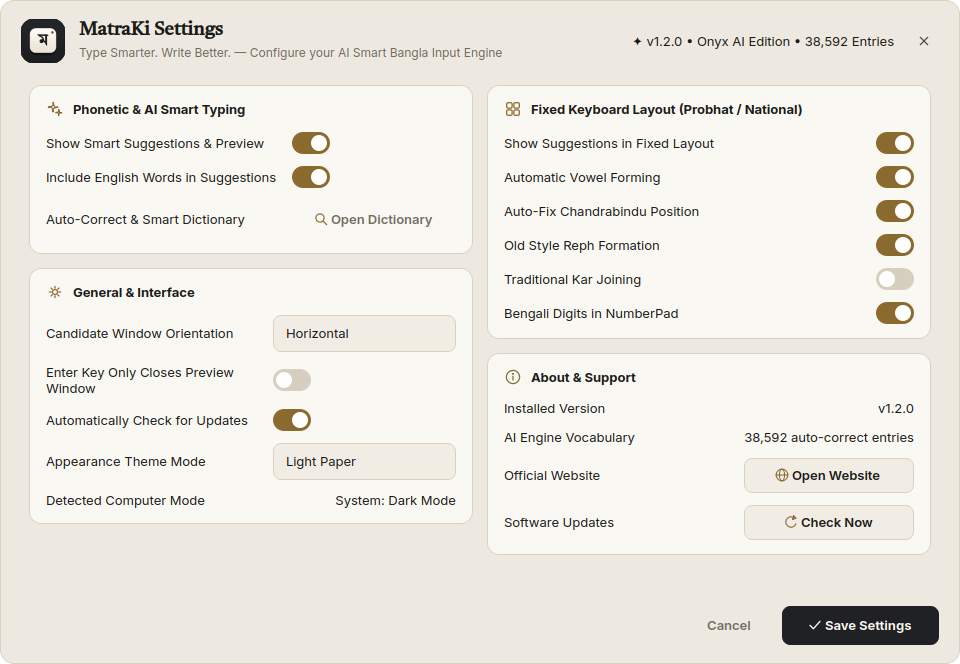 ম
MatraKi Settings
Type Smarter. Write Better. — Configure your AI Smart Bangla Input Engine
✦ v1.2.0 • Onyx AI Edition • 38,592 Entries
Phonetic & AI Smart Typing
Show Smart Suggestions & Preview
Include English Words in Suggestions
Auto-Correct & Smart Dictionary
Open Dictionary
General & Interface
Candidate Window Orientation
Horizontal
Enter Key Only Closes Preview
Window
Automatically Check for Updates
Appearance Theme Mode
Light Paper
Detected Computer Mode
System: Dark Mode
Fixed Keyboard Layout (Probhat / National)
Show Suggestions in Fixed Layout
Automatic Vowel Forming
Auto-Fix Chandrabindu Position
Old Style Reph Formation
Traditional Kar Joining
Bengali Digits in NumberPad
About & Support
Installed Version
v1.2.0
AI Engine Vocabulary
38,592 auto-correct entries
Official Website
Open Website
Software Updates
Check Now
Cancel
Save Settings